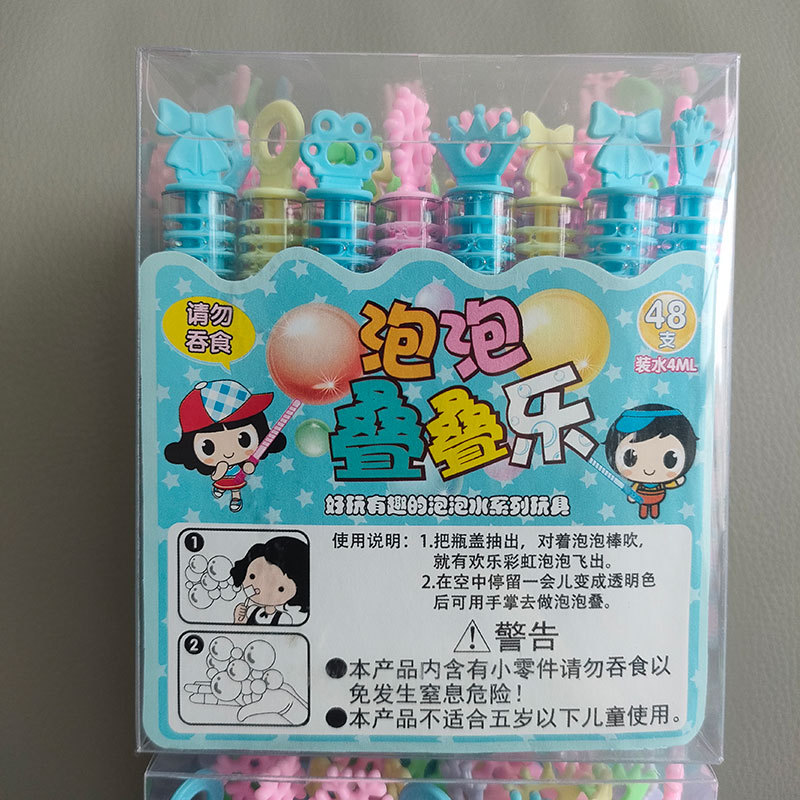 请勿
吞食
泡泡
叠叠乐
48
支
装水4ML
好玩有趣的泡泡水系列玩具
1
使用说明：1.把瓶盖抽出，对着泡泡棒吹，
就有欢乐彩虹泡泡飞出。
2.在空中停留一会儿变成透明色
后可用手掌去做泡泡叠。
2
警告
●本产品内含有小零件请勿吞食以
免发生窒息危险！
●本产品不适合五岁以下儿童使用。